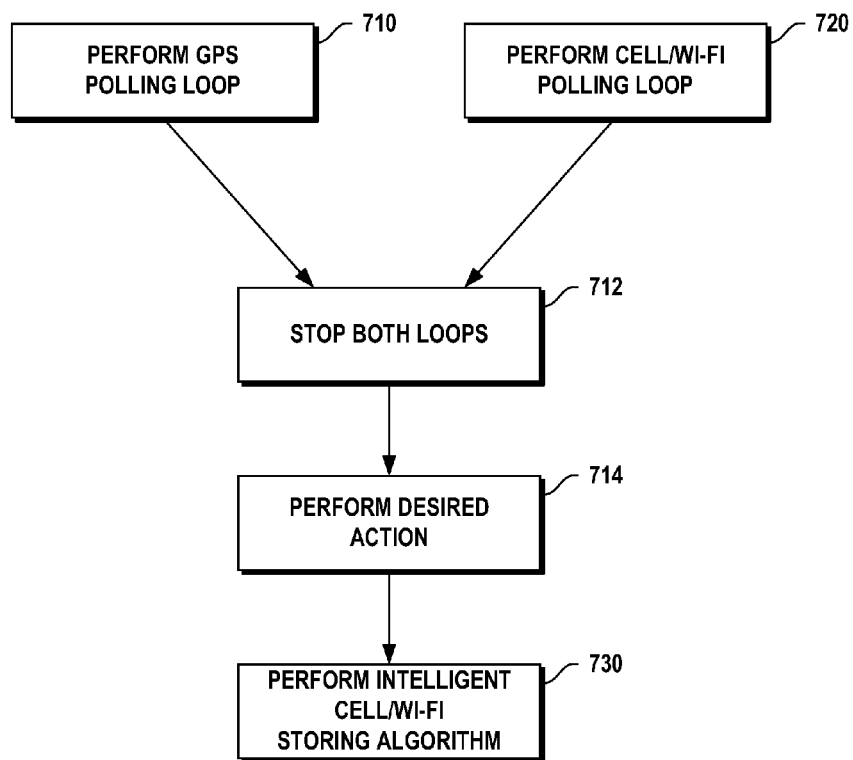 710
PERFORM GPS
POLLING LOOP
720
PERFORM CELL/WI-FI
POLLING LOOP
712
STOP BOTH LOOPS
714
PERFORM DESIRED
ACTION
730
PERFORM INTELLIGENT
CELL/WI-FI
STORING ALGORITHM